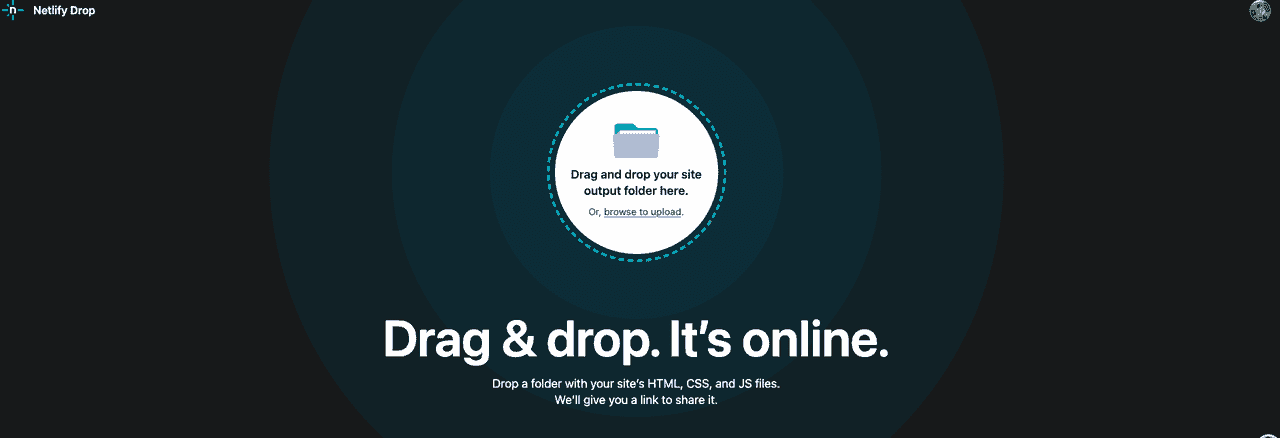 n
Netlify Drop
Drag and drop your site
output folder here.
Or, browse to upload.
Drag & drop. It’s online.
Drop a folder with your site’s HTML, CSS, and JS files.
We’ll give you a link to share it.